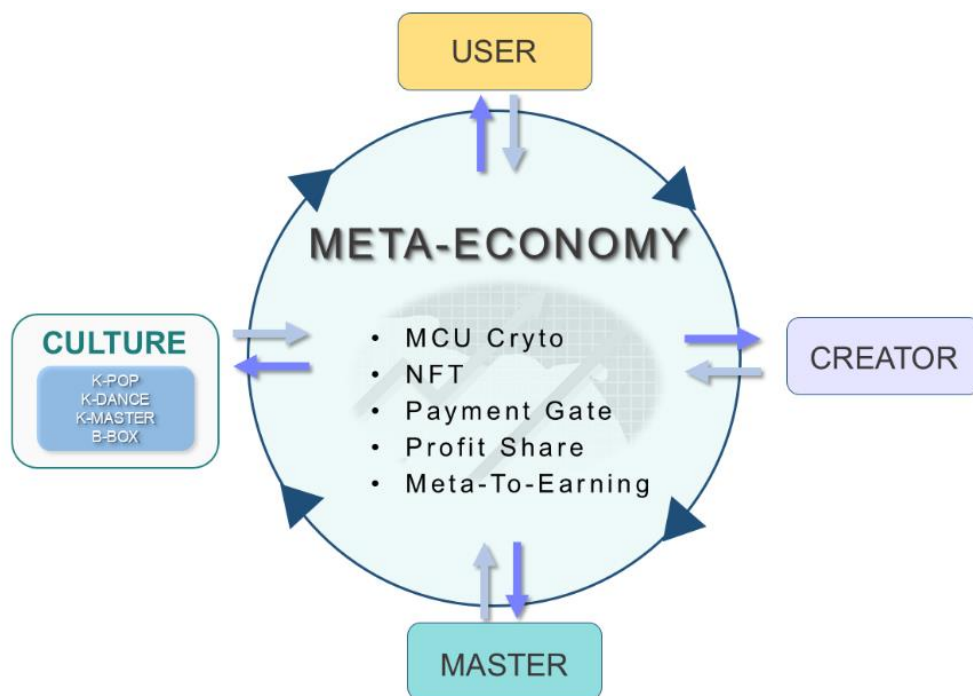 USER
META-ECONOMY
CULTURE
K-POP
K-DANCE
K-MASTER
B-BOX
• MCU Cryto
• NFT
• Payment Gate
• Profit Share
• Meta-To-Earning
CREATOR
MASTER